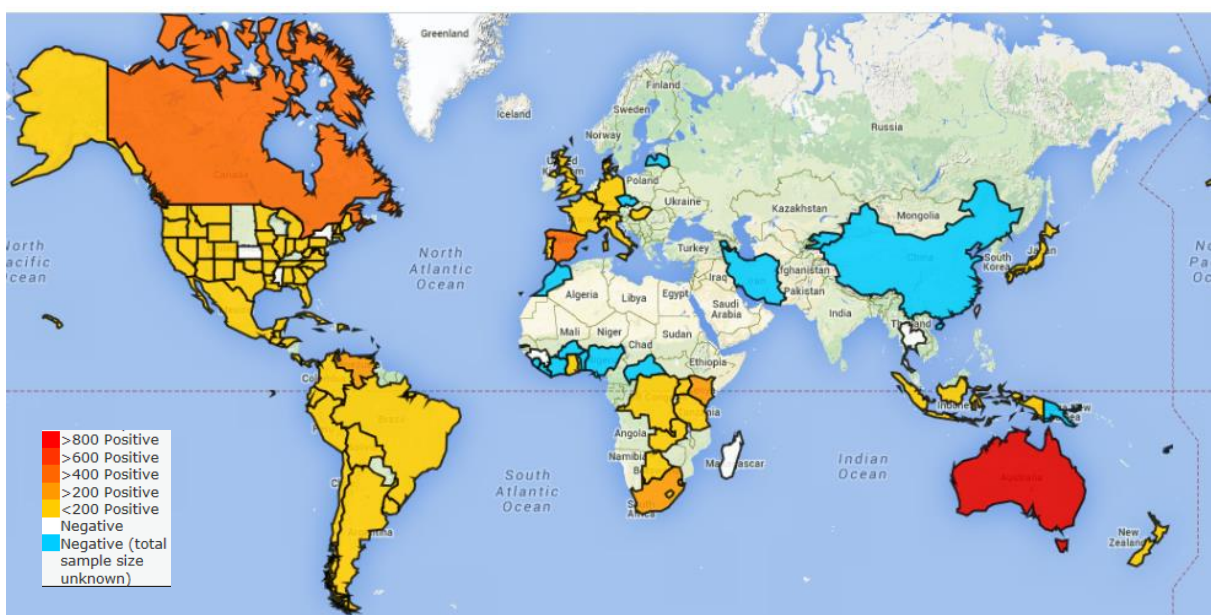 Greenland
Iceland
Finland
Sweden
Norway
Russia
Poland
Ukraine
Kazakhstan
Mongolia
Turkey
South
Korea
Japan
China
Iraq
Afghanistan
Pakistan
Iran
Algeria
Libya
Egypt
Saudi
Arabia
India
Thailand
Mali
Niger
Sudan
Chad
Ethiopia
Angola
Namibia
Madagascar
Canada
North
Pacific
Ocean
North
Atlantic
Ocean
South
Atlantic
Ocean
Indian
Ocean
Australia
New
Zealand
>800 Positive
>600 Positive
>400 Positive
>200 Positive
<200 Positive
Negative
Negative (total
sample size
unknown)